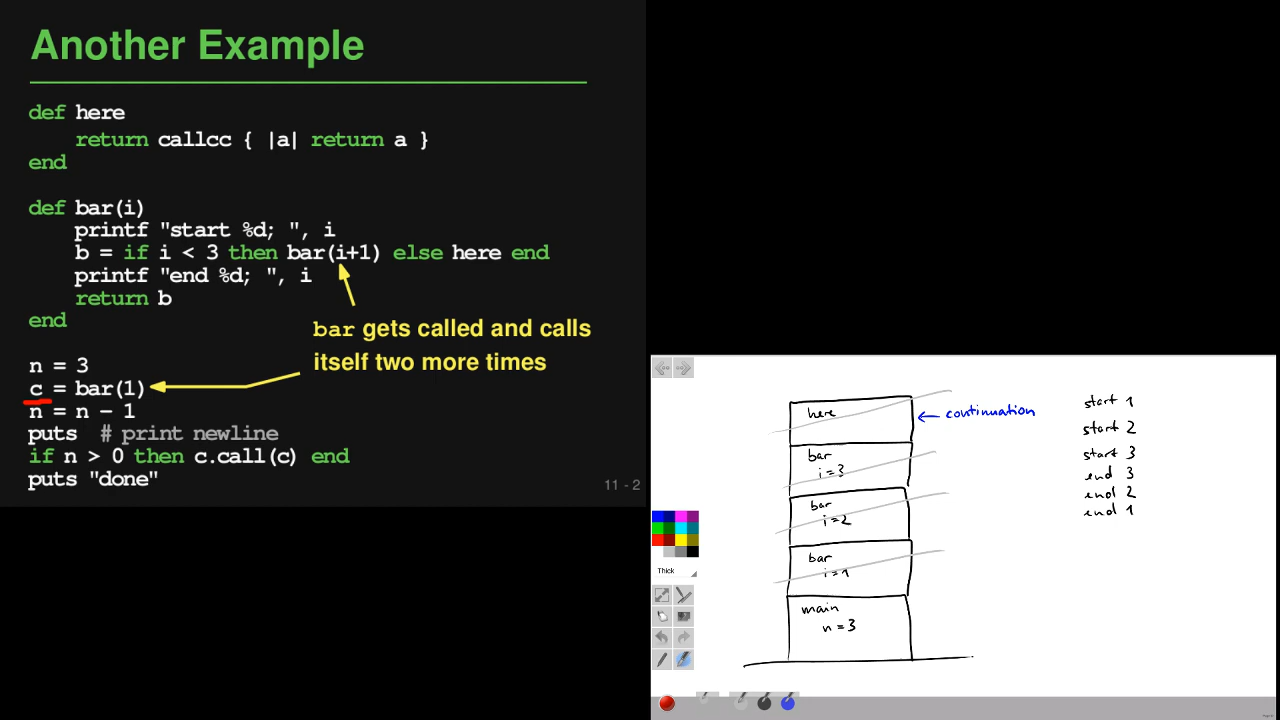 Another Example
def here
return callcc { |a| return a }
end
def bar(i)
printf "start %d; ", i
b = if i < 3 then bar(i+1) else here end
printf "end %d; ", i
return b
end
bar gets called and calls
itself two more times
n = 3
c = bar(1)
n = n - 1
puts # print newline
if n > 0 then c.call(c) end
puts "done"
11 - 2
here
← continuation
bar
i=3
bar
i=2
bar
i=1
main
n=3
start 1
start 2
start 3
end 3
end 2
end 1
Thick